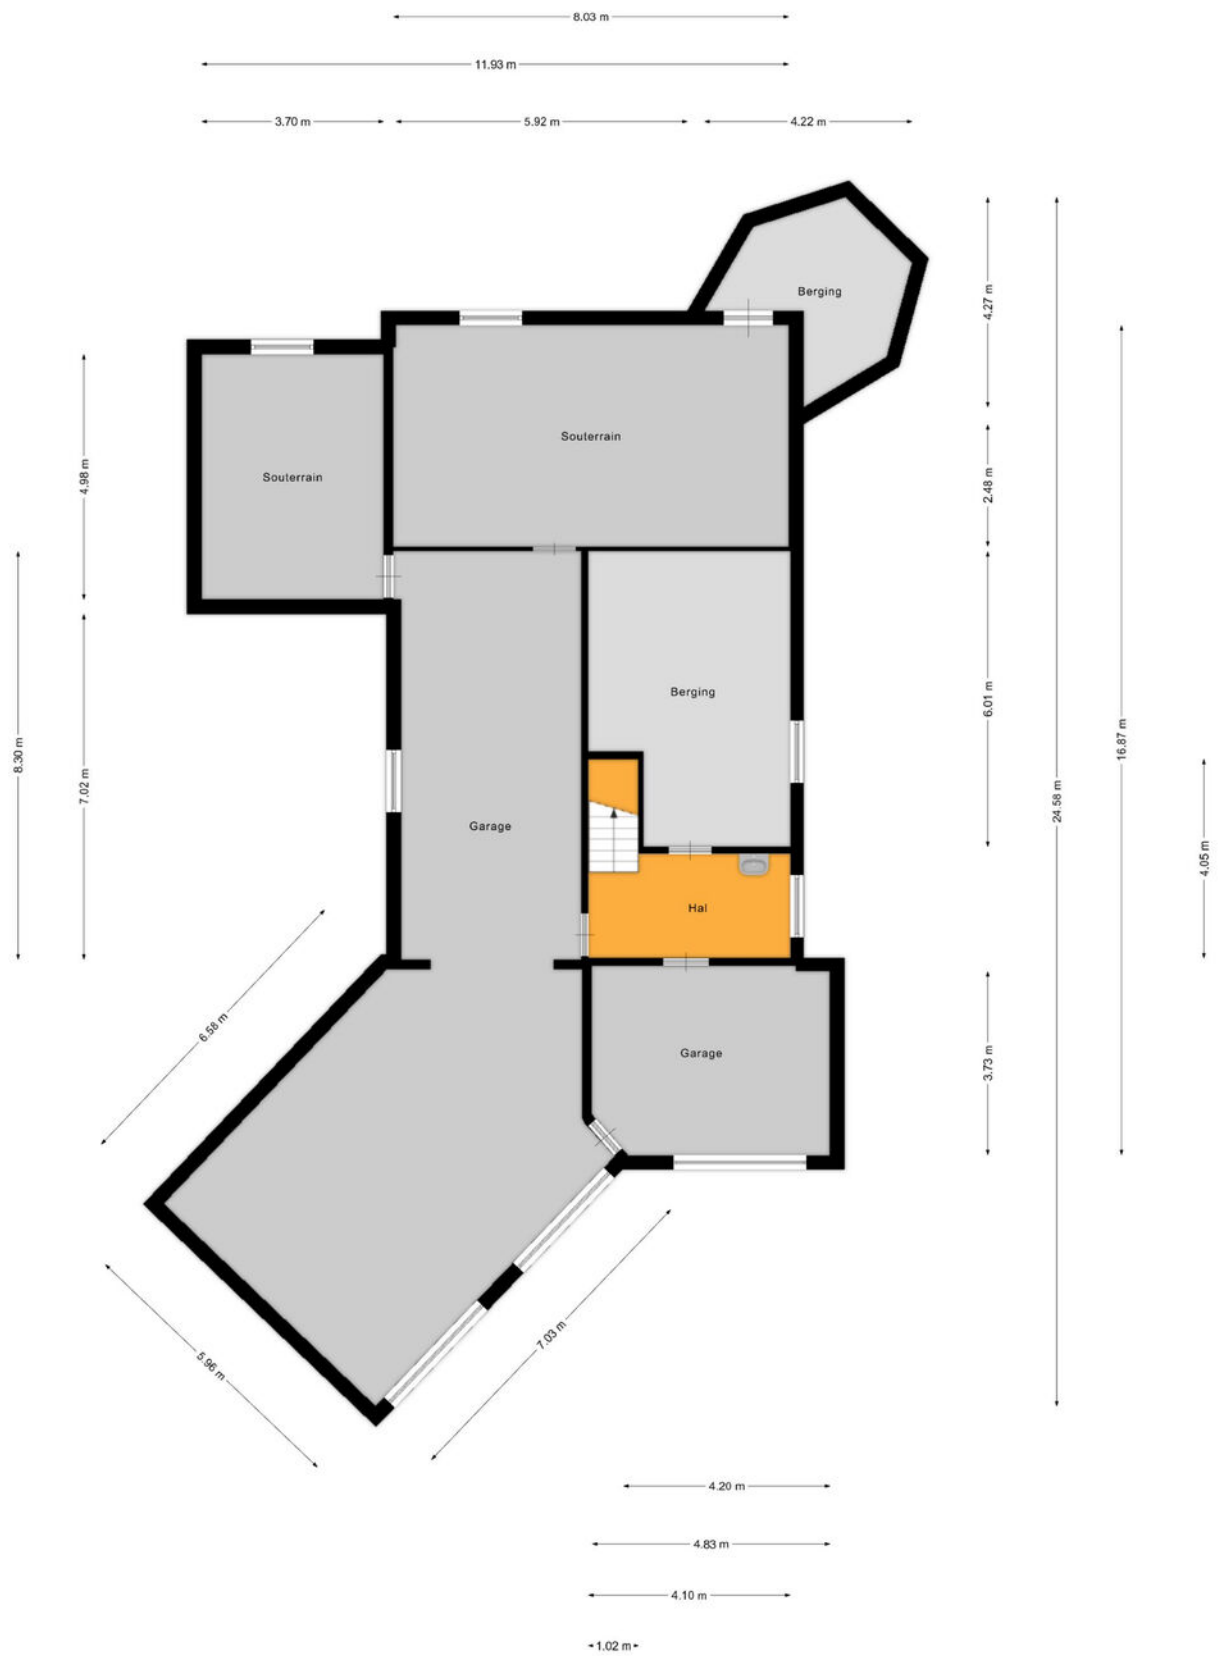 8.03 m
11.93 m
3.70 m
5.92 m
4.22 m
Berging
4.27 m
Souterrain
Souterrain
4.98 m
2.48 m
Berging
6.01 m
16.87 m
8.30 m
7.02 m
24.58 m
Garage
4.05 m
Hal
6.58 m
Garage
3.73 m
5.96 m
7.03 m
4.20 m
4.83 m
4.10 m
1.02 m